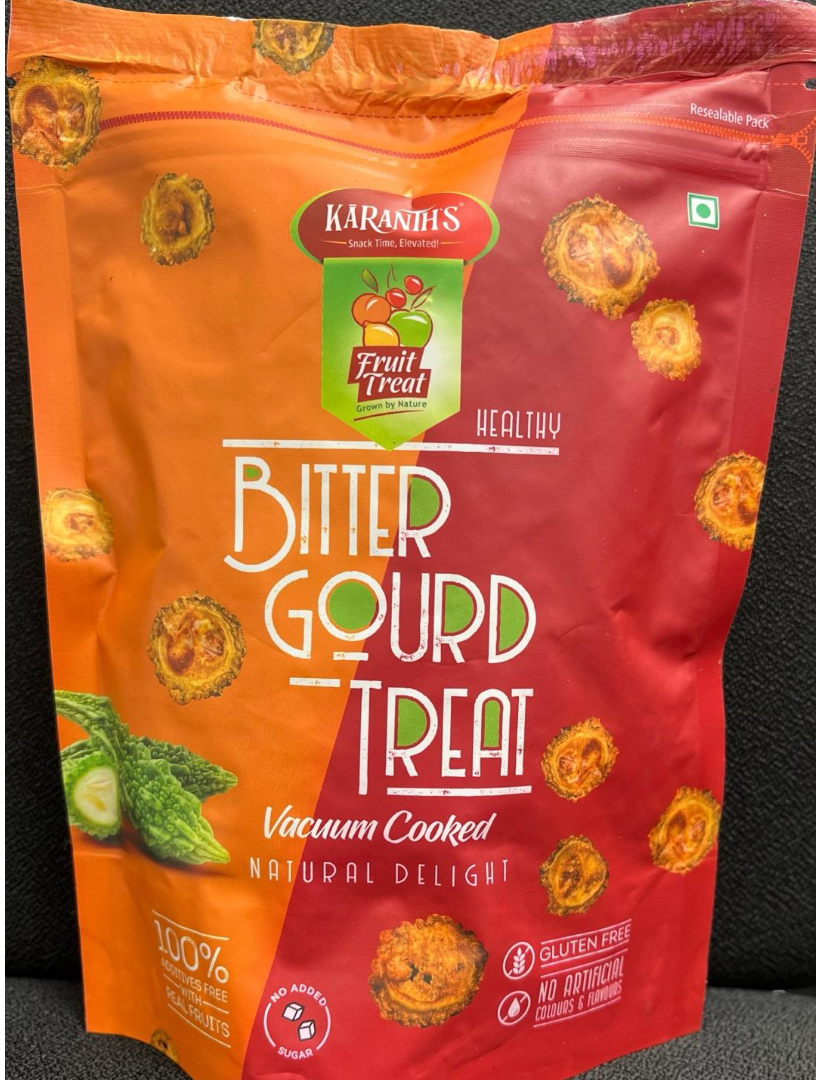 Resealable Pack
KĀRANTH'S®
Snack Time, Elevated!
Fruit
Treat
Grown by Nature
HEALTHY
BITTER
GOURD
TREAT
Vacuum Cooked
NATURAL DELIGHT
100%
ADDITIVES FREE
WITH
REAL FRUITS
NO ADDED
SUGAR
GLUTEN FREE
NO ARTIFICIAL
COLOURS & FLAVOURS